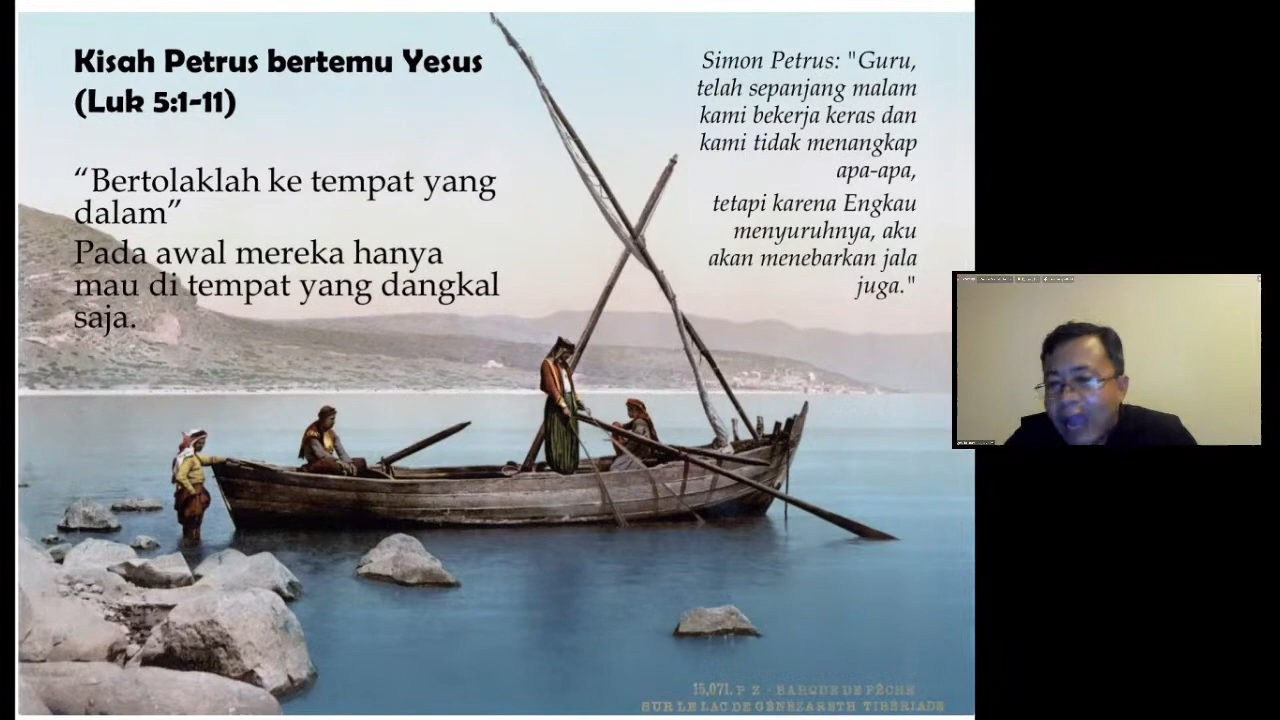 Kisah Petrus bertemu Yesus
(Luk 5:1-11)
“Bertolaklah ke tempat yang
dalam”
Pada awal mereka hanya
mau di tempat yang dangkal
saja.
Simon Petrus: "Guru,
telah sepanjang malam
kami bekerja keras dan
kami tidak menangkap
apa-apa,
tetapi karena Engkau
menyuruhnya, aku
akan menebarkan jala
juga."
15,071. P Z - BARQUE DE PÊCHE
SUR LE LAC DE GÉNEZARETH TIBERIADE